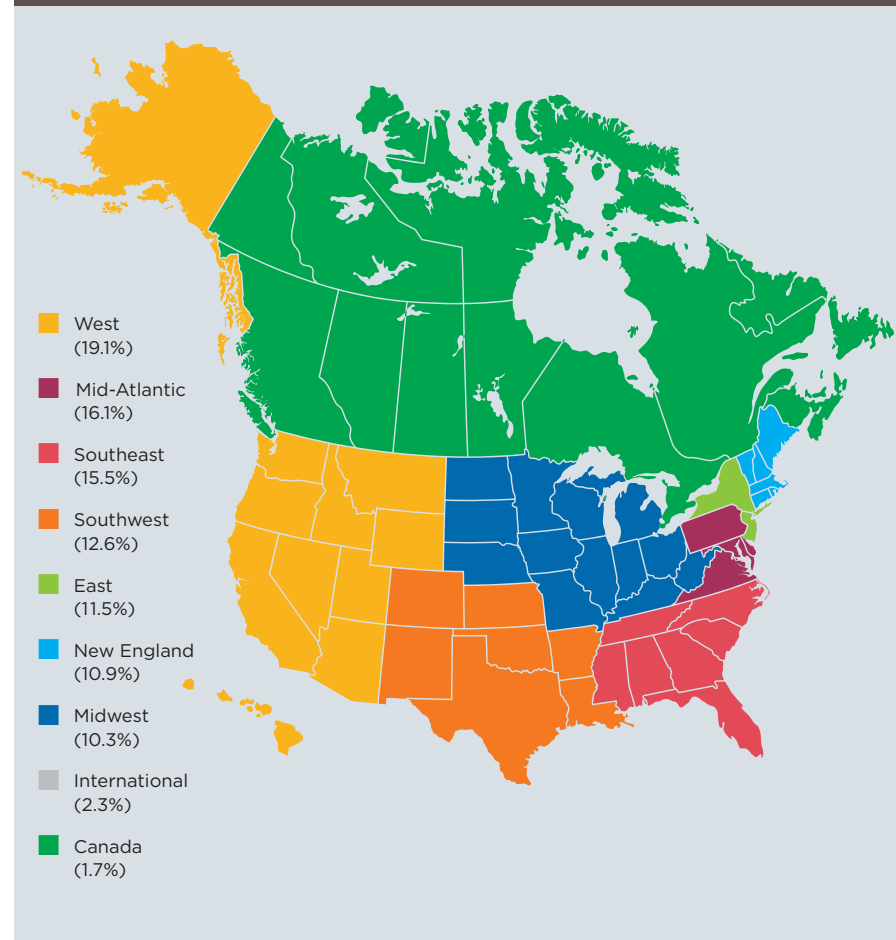 West
(19.1%)
Mid-Atlantic
(16.1%)
Southeast
(15.5%)
Southwest
(12.6%)
East
(11.5%)
New England
(10.9%)
Midwest
(10.3%)
International
(2.3%)
Canada
(1.7%)